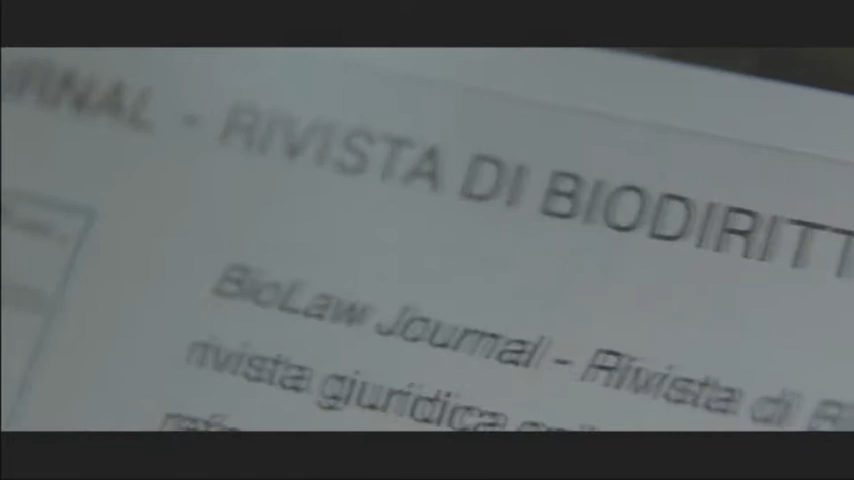 RNAL - RIVISTA DI BIODIRITT
BioLaw Journal - Rivista di B
rivista giuridica